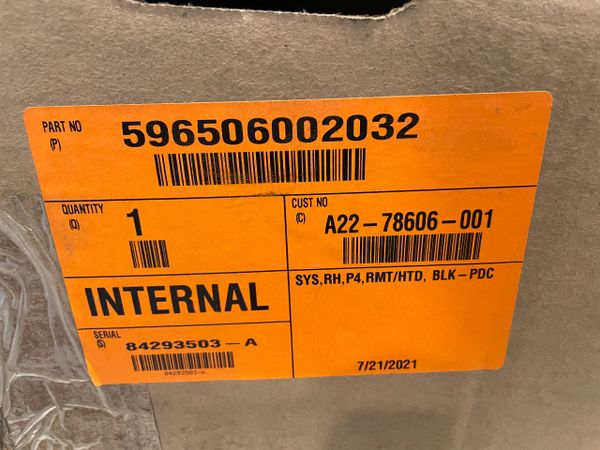 PART NO
(P)
596506002032
QUANTITY
(Q)
1
CUST NO
(C)
A22-78606-001
INTERNAL
SYS,RH,P4,RMT/HTD, BLK-PDC
SERIAL
(S)
84293503-A
84293503-A
7/21/2021